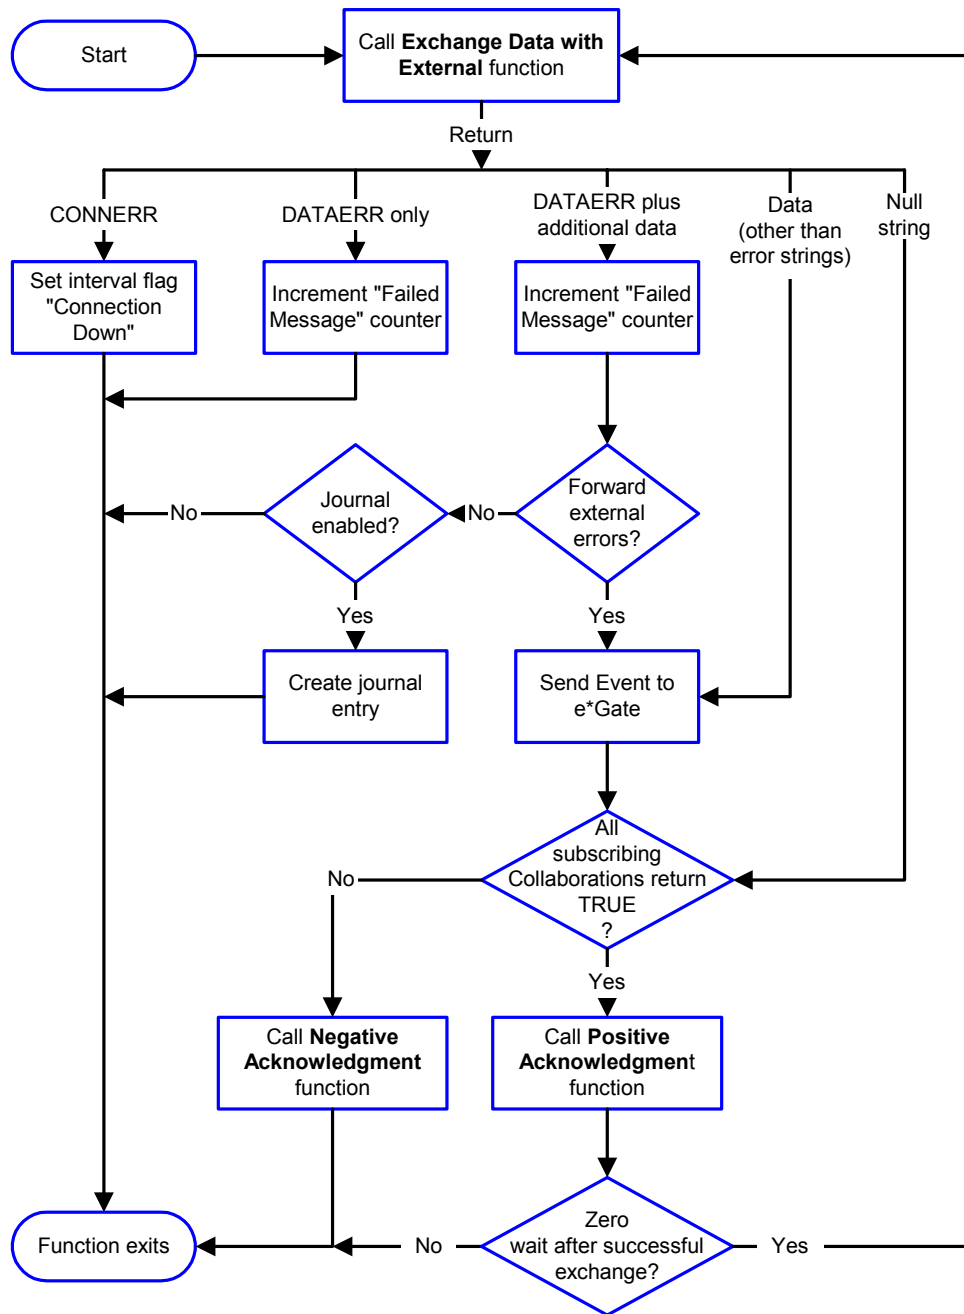 Start
Call Exchange Data with
External function
Return
CONNERR
DATAERR only
DATAERR plus
additional data
Data
(other than
error strings)
Null
string
Set interval flag
"Connection
Down"
Increment "Failed
Message" counter
Increment "Failed
Message" counter
No
Journal
enabled?
No
Forward
external
errors?
Yes
Yes
Create journal
entry
Send Event to
e*Gate
All
subscribing
Collaborations return
TRUE
?
No
Yes
Call Negative
Acknowledgment
function
Call Positive
Acknowledgment
function
Function exits
No
Zero
wait after successful
exchange?
Yes